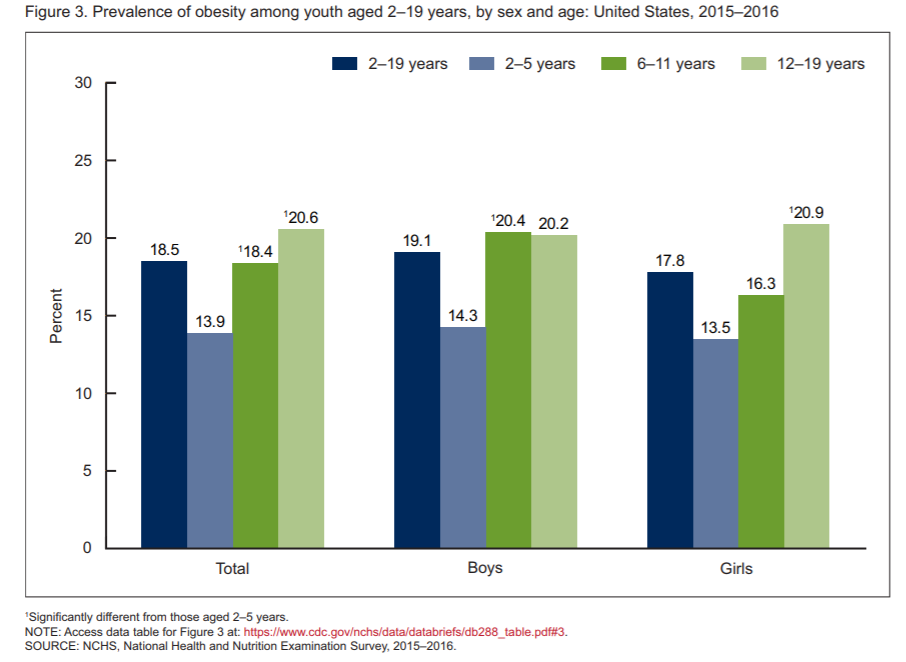 Figure 3. Prevalence of obesity among youth aged 2–19 years, by sex and age: United States, 2015–2016
2–19 years 2–5 years 6–11 years 12–19 years
30
25
20
15
10
5
0
Percent
18.5 13.9 ¹18.4 ¹20.6
19.1 14.3 ¹20.4 20.2
17.8 13.5 16.3 ¹20.9
Total Boys Girls
¹Significantly different from those aged 2–5 years.
NOTE: Access data table for Figure 3 at: https://www.cdc.gov/nchs/data/databriefs/db288_table.pdf#3.
SOURCE: NCHS, National Health and Nutrition Examination Survey, 2015–2016.